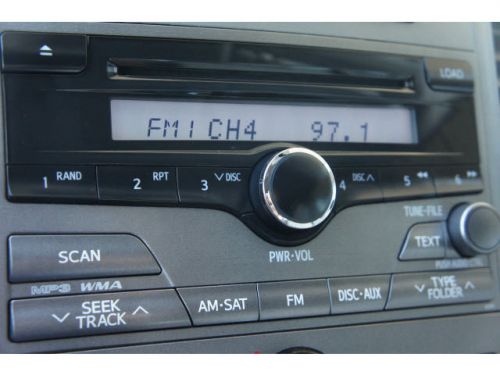 LOAD
FM1 CH4 97.1
1 RAND 2 RPT 3 DISC 4 DISC 5 6
TUNE·FILE
SCAN TEXT
PWR·VOL
MP3 WMA
SEEK TRACK AM·SAT FM DISC·AUX TYPE FOLDER